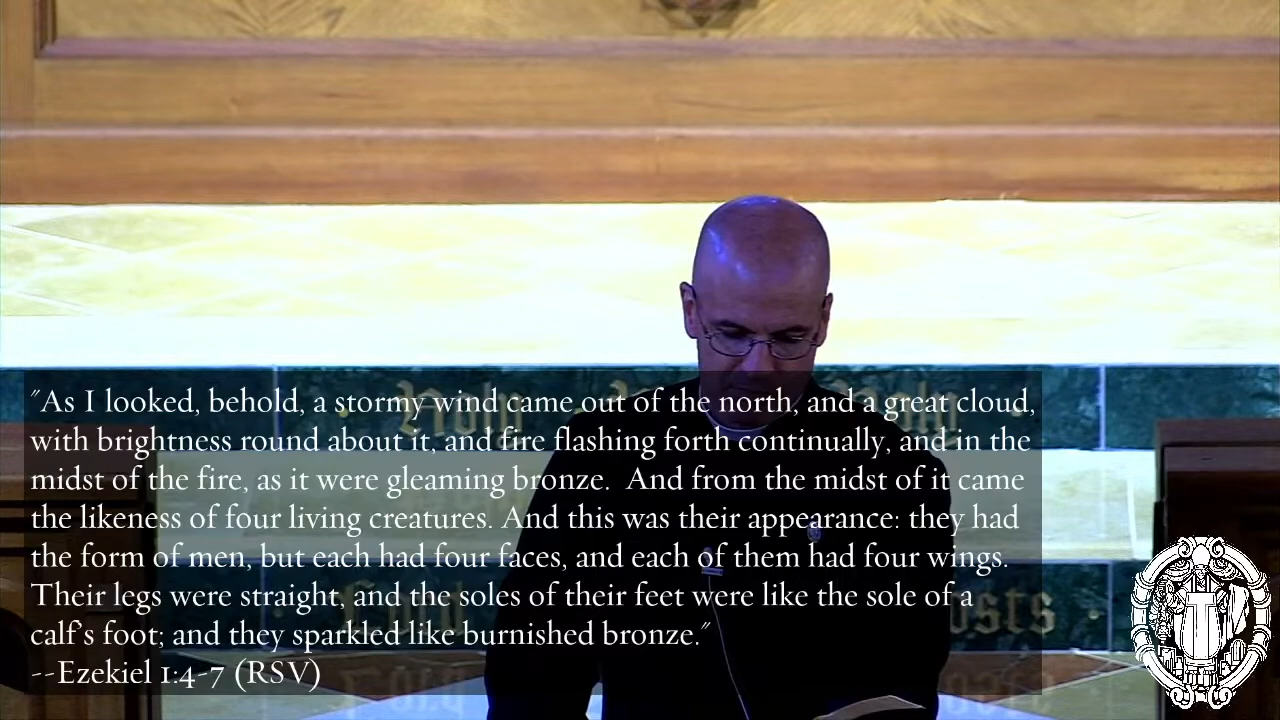 "As I looked, behold, a stormy wind came out of the north, and a great cloud,
with brightness round about it, and fire flashing forth continually, and in the
midst of the fire, as it were gleaming bronze.  And from the midst of it came
the likeness of four living creatures. And this was their appearance: they had
the form of men, but each had four faces, and each of them had four wings.
Their legs were straight, and the soles of their feet were like the sole of a
calf's foot; and they sparkled like burnished bronze."
--Ezekiel 1:4-7 (RSV)